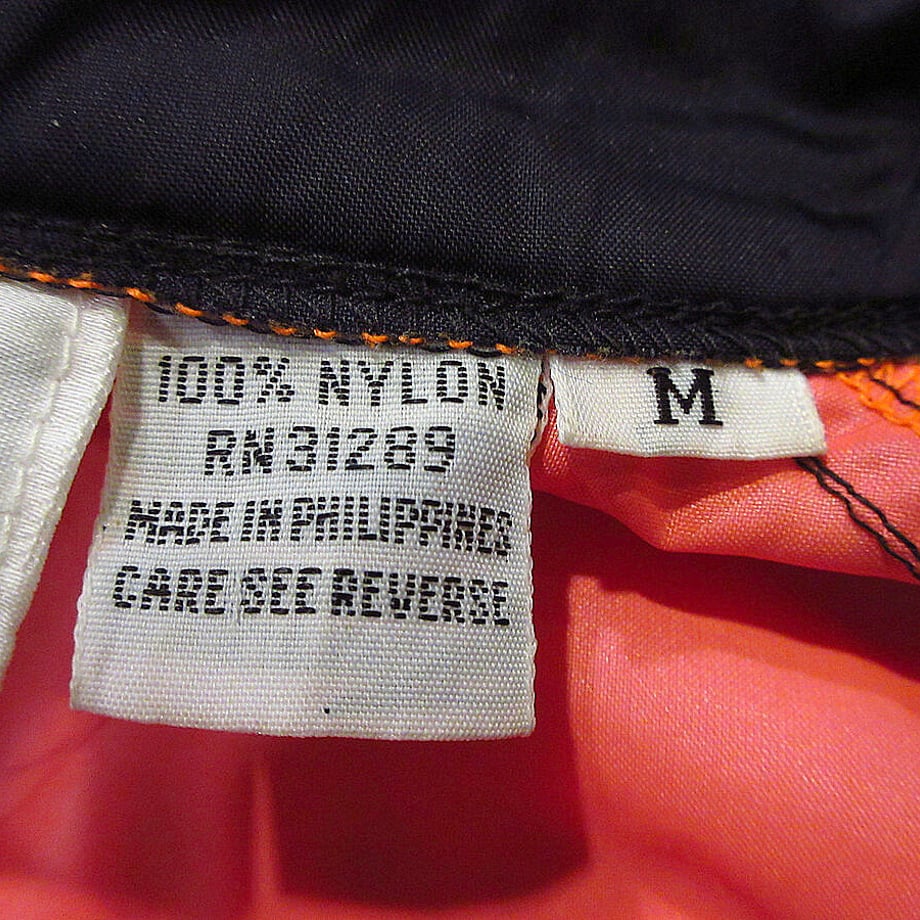 100% NYLON
RN 31289
MADE IN PHILIPPINES
CARE SEE REVERSE
M